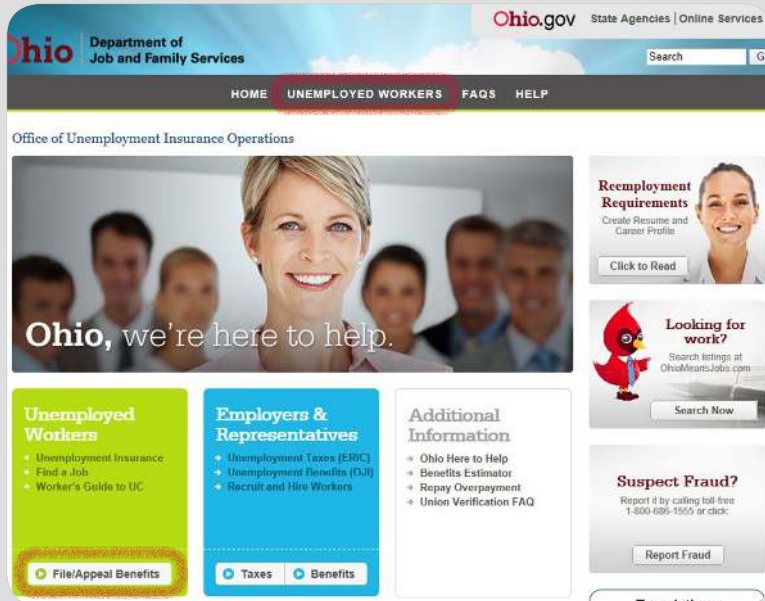 Ohio.gov State Agencies | Online Services
Ohio Department of
Job and Family Services
Search
HOME UNEMPLOYED WORKERS FAQS HELP
Office of Unemployment Insurance Operations
Ohio, we're here to help.
Reemployment
Requirements
Create Resume and
Career Profile
Click to Read
Looking for
work?
Search listings at
OhioMeansJobs.com
Search Now
Unemployed
Workers
Unemployment Insurance
Find a Job
Worker's Guide to UC
File/Appeal Benefits
Employers &
Representatives
Unemployment Taxes (ERIC)
Unemployment Benefits (OJI)
Recruit and Hire Workers
Taxes Benefits
Additional
Information
Ohio Here to Help
Benefits Estimator
Repay Overpayment
Union Verification FAQ
Suspect Fraud?
Report it by calling toll-free
1-800-686-1555 or click:
Report Fraud